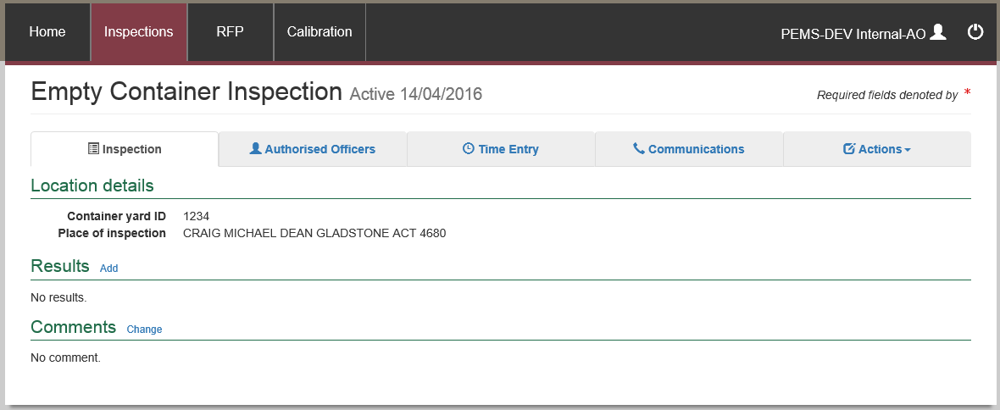 Home Inspections RFP Calibration PEMS-DEV Internal-AO
Empty Container Inspection Active 14/04/2016 Required fields denoted by *
Inspection Authorised Officers Time Entry Communications Actions
Location details
Container yard ID 1234
Place of inspection CRAIG MICHAEL DEAN GLADSTONE ACT 4680
Results Add
No results.
Comments Change
No comment.